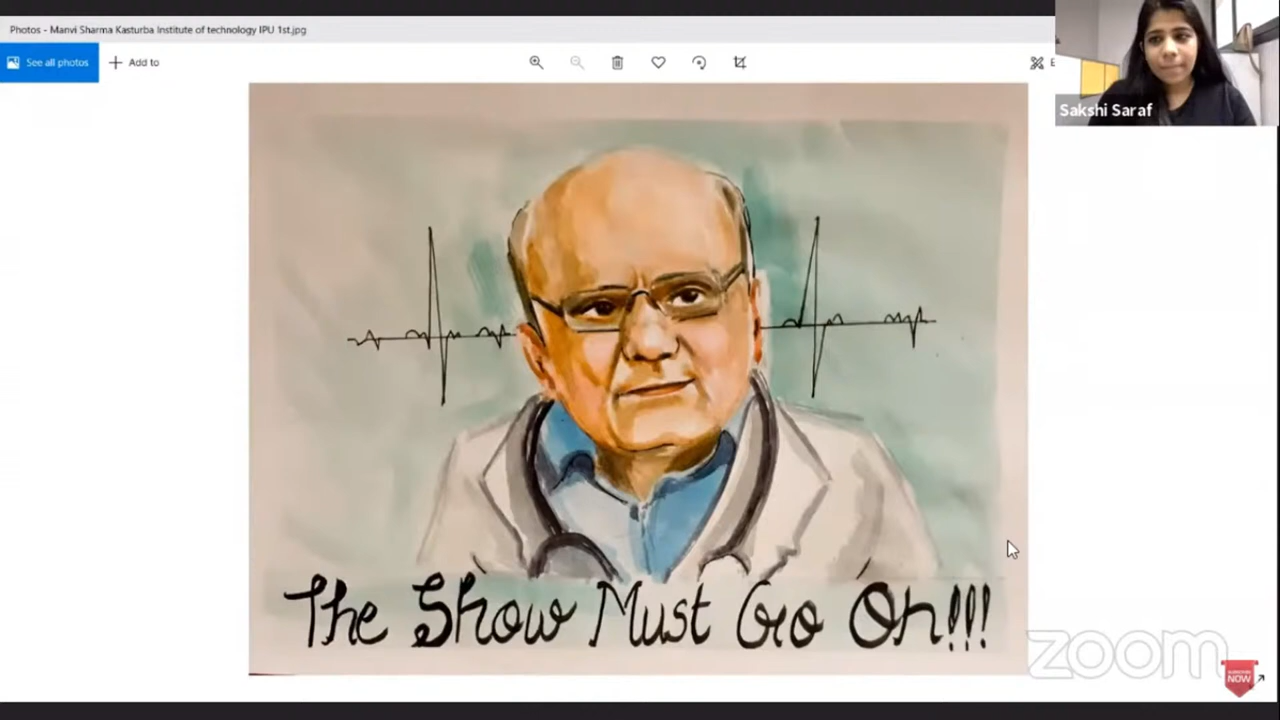 Photos - Manvi Sharma Kasturba Institute of technology IPU 1st.jpg
See all photos
Add to
Sakshi Saraf
The Show Must Go On!!!
zoom
SUBSCRIBE
NOW